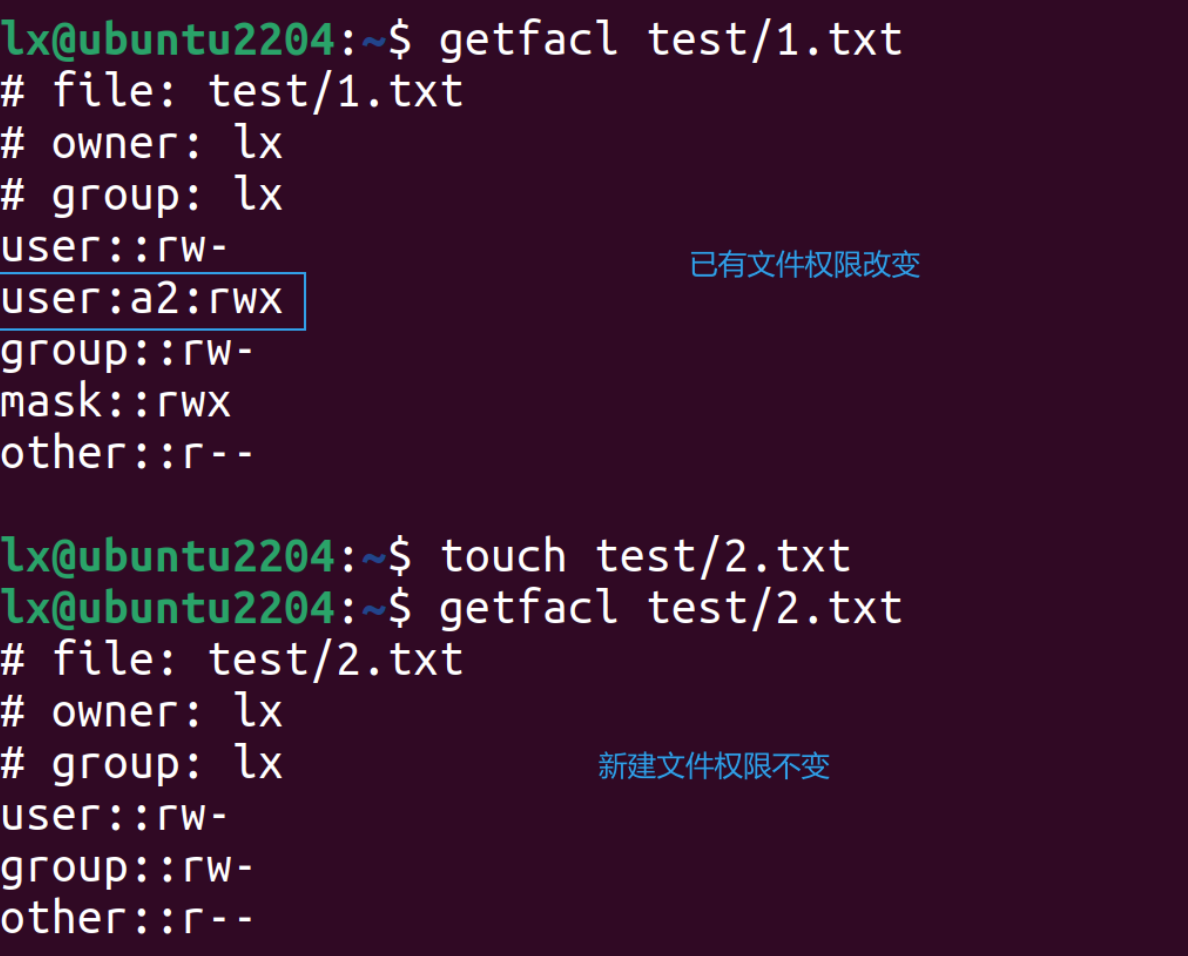 lx@ubuntu2204:~$ getfacl test/1.txt
# file: test/1.txt
# owner: lx
# group: lx
user::rw-
已有文件权限改变
user:a2:rwx
group::rw-
mask::rwx
other::r--
lx@ubuntu2204:~$ touch test/2.txt
lx@ubuntu2204:~$ getfacl test/2.txt
# file: test/2.txt
# owner: lx
# group: lx
新建文件权限不变
user::rw-
group::rw-
other::r--